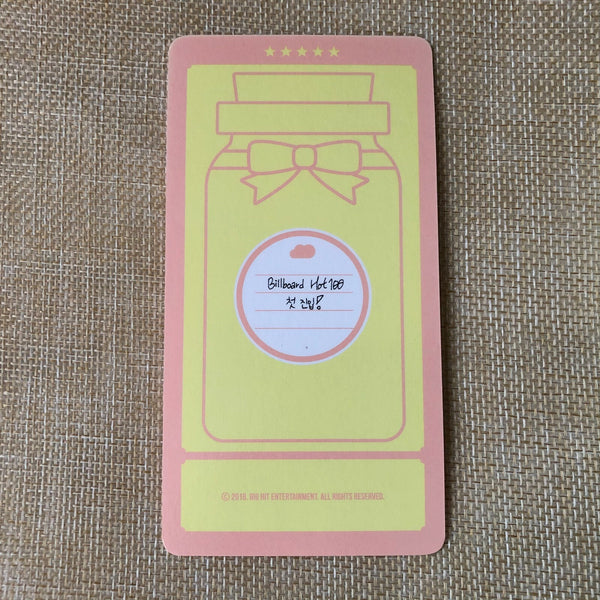 Billboard Hot 100
첫 진입!
© 2018. BIG HIT ENTERTAINMENT. ALL RIGHTS RESERVED.